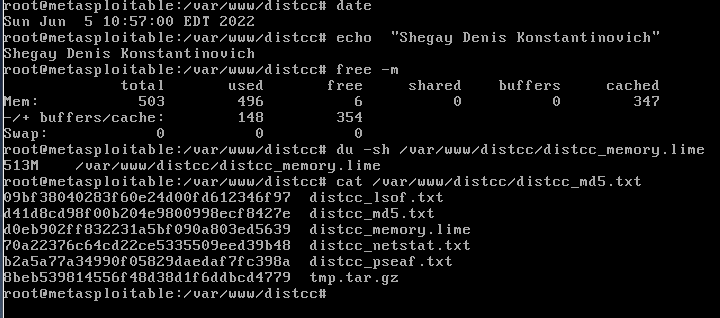 root@metasploitable:/var/www/distcc# date
Sun Jun  5 10:57:00 EDT 2022
root@metasploitable:/var/www/distcc# echo  "Shegay Denis Konstantinovich"
Shegay Denis Konstantinovich
root@metasploitable:/var/www/distcc# free -m
             total       used       free     shared    buffers     cached
Mem:           503        496          6          0          0        347
-/+ buffers/cache:        148        354
Swap:            0          0          0
root@metasploitable:/var/www/distcc# du -sh /var/www/distcc/distcc_memory.lime
513M    /var/www/distcc/distcc_memory.lime
root@metasploitable:/var/www/distcc# cat /var/www/distcc/distcc_md5.txt
09bf38040283f60e24d00fd612346f97  distcc_lsof.txt
d41d8cd98f00b204e9800998ecf8427e  distcc_md5.txt
d0eb902ff832231a5bf090a803ed5639  distcc_memory.lime
70a22376c64cd22ce5335509eed39b48  distcc_netstat.txt
b2a5a77a34990f05829daedaf7fc398a  distcc_pseaf.txt
8beb539814556f48d38d1f6ddbcd4779  tmp.tar.gz
root@metasploitable:/var/www/distcc#